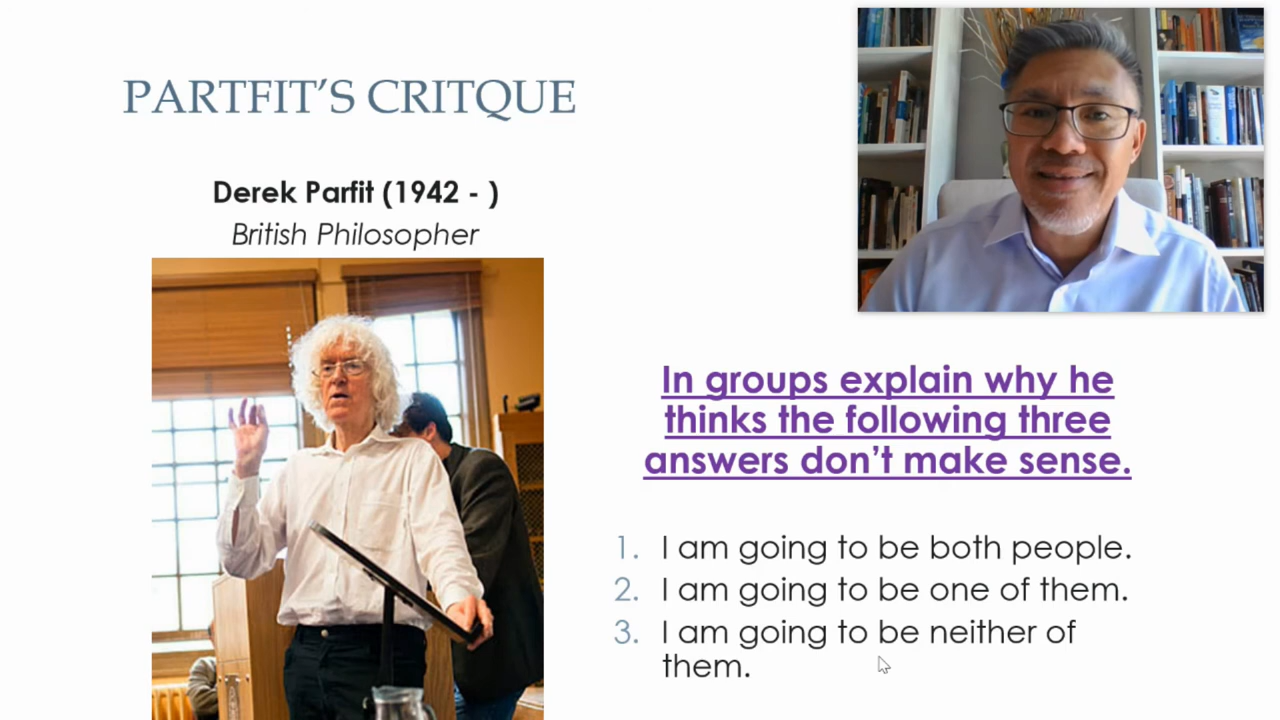 PARTFIT'S CRITQUE
Derek Parfit (1942 - )
British Philosopher
In groups explain why he
thinks the following three
answers don't make sense.
1. I am going to be both people.
2. I am going to be one of them.
3. I am going to be neither of
them.